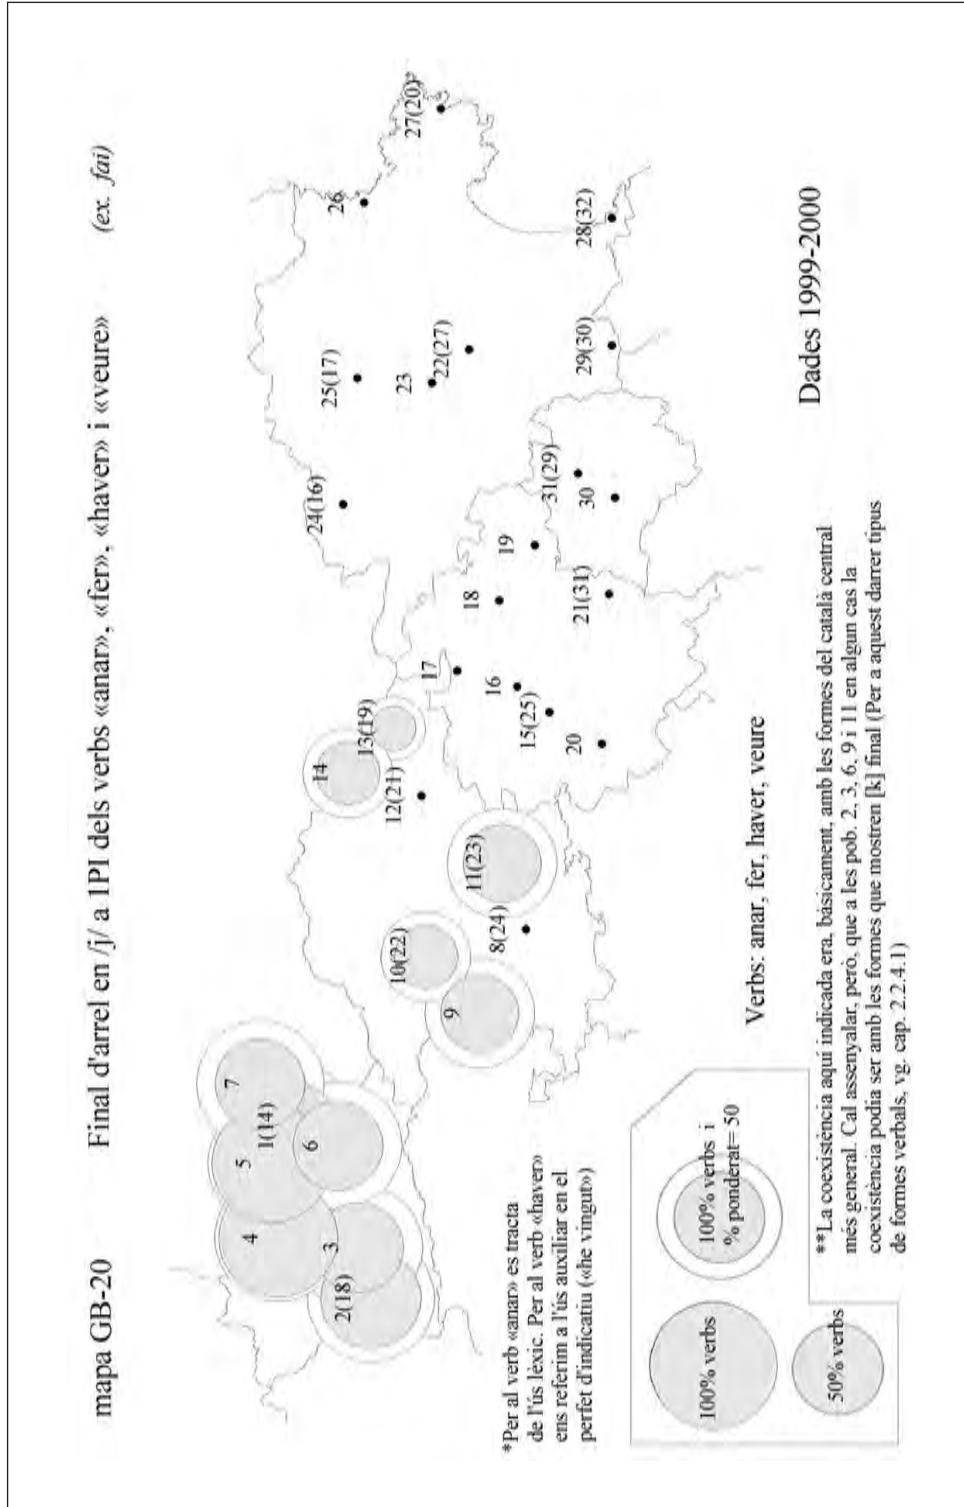 mapa GB-20 Final d'arrel en /j/ a 1PI dels verbs «anar», «fer», «haver» i «veure» (ex. fai)
4
5
7
1(14)
2(18)
3
6
14
13(19)
10(22)
12(21)
9
11(23)
8(24)
17
16
15(25)
20
18
19
21(31)
24(16)
25(17)
23
22(27)
26
27(20)
31(29)
30
29(30)
28(32)
*Per al verb «anar» es tracta
de l'ús lèxic. Per al verb «haver»
ens referim a l'ús auxiliar en el
perfet d'indicatiu («he vingut»)
Verbs: anar, fer, haver, veure
Dades 1999-2000
100% verbs
100% verbs i
% ponderat= 50
50% verbs
**La coexistència aquí indicada era, bàsicament, amb les formes del català central
més general. Cal assenyalar, però, que a les pob. 2, 3, 6, 9 i 11 en algun cas la
coexistència podia ser amb les formes que mostren [k] final (Per a aquest darrer tipus
de formes verbals, vg. cap. 2.2.4.1)